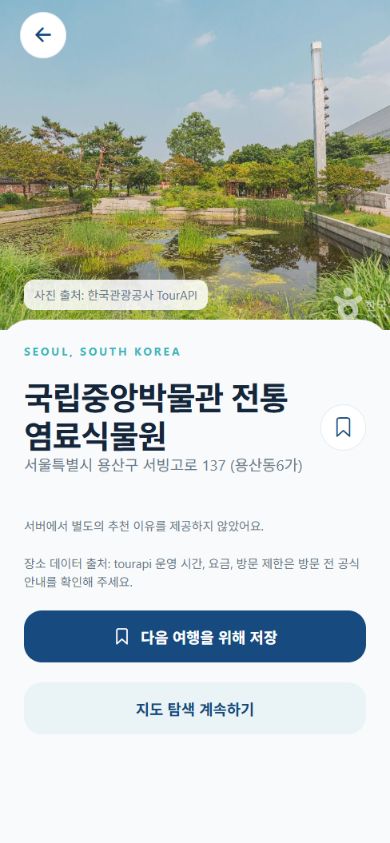 사진 출처: 한국관광공사 TourAPI
SEOUL, SOUTH KOREA
국립중앙박물관 전통
염료식물원
서울특별시 용산구 서빙고로 137 (용산동6가)
서버에서 별도의 추천 이유를 제공하지 않았어요.
장소 데이터 출처: tourapi 운영 시간, 요금, 방문 제한은 방문 전 공식
안내를 확인해 주세요.
다음 여행을 위해 저장
지도 탐색 계속하기